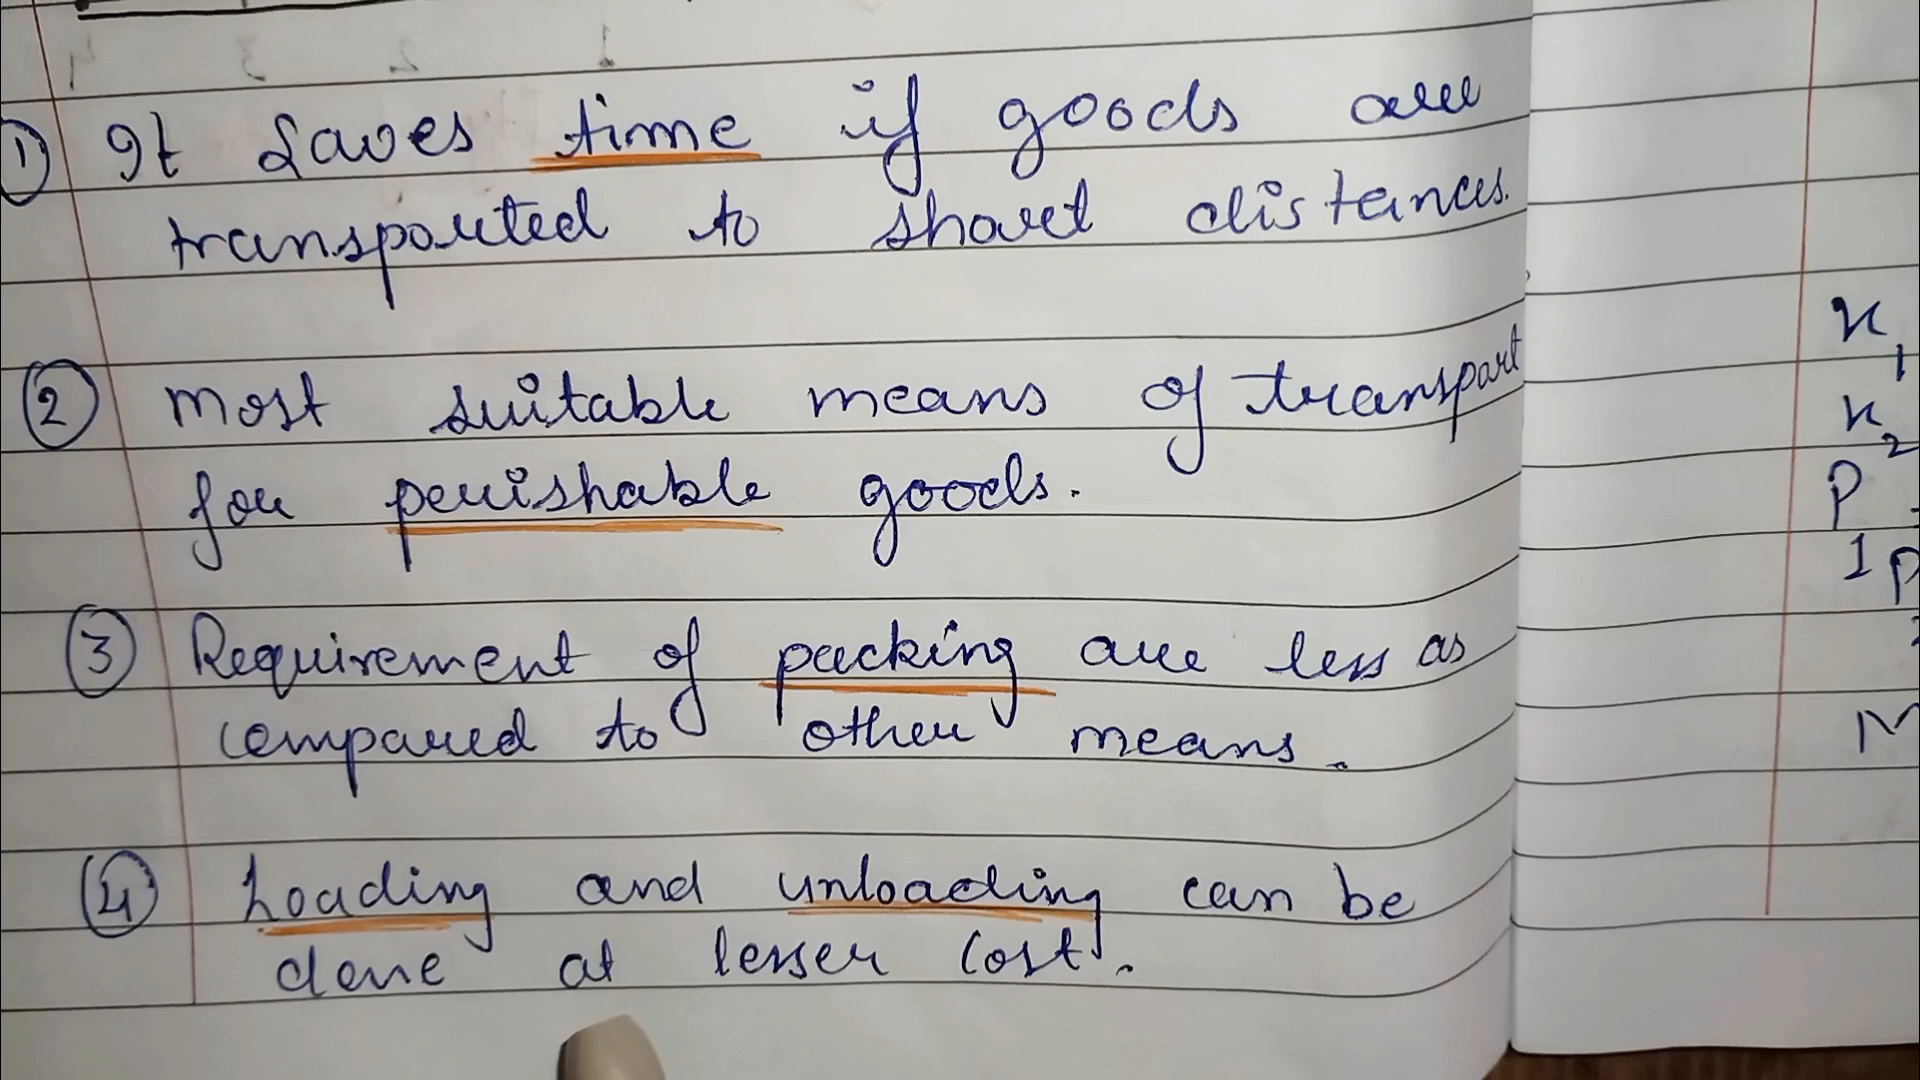 ① It saves time if goods are
transported to short distances.
② Most suitable means of transport
for perishable goods.
③ Requirement of packing are less as
compared to other means.
④ Loading and unloading can be
done at lesser cost.